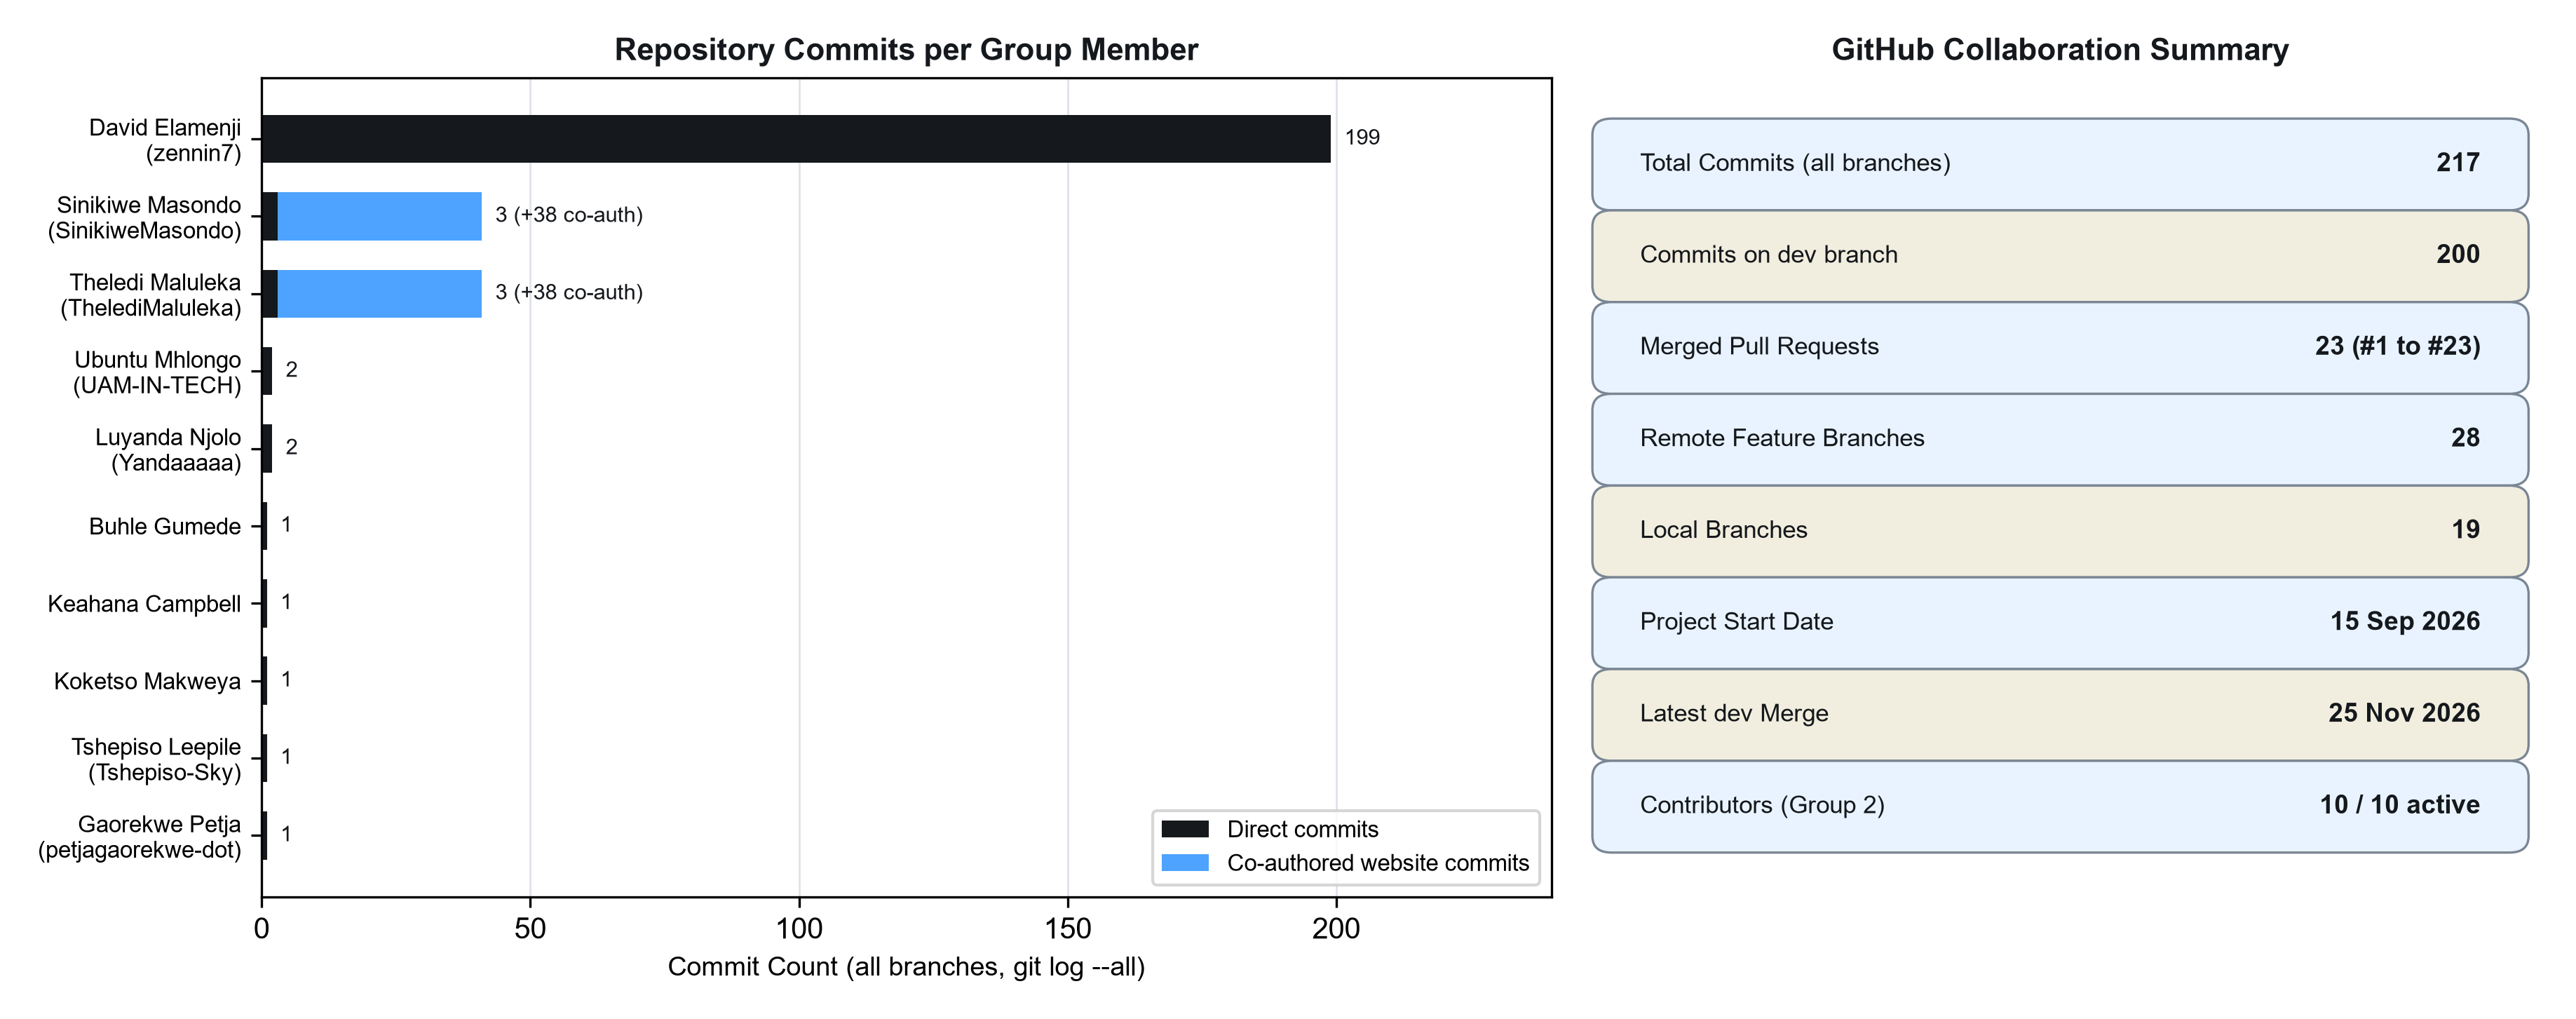 Repository Commits per Group Member
David Elamenji
(zennin7)
199
Sinikiwe Masondo
(SinikiweMasondo)
3 (+38 co-auth)
Theledi Maluleka
(TheledIMaluleka)
3 (+38 co-auth)
Ubuntu Mhlongo
(UAM-IN-TECH)
2
Luyanda Njolo
(Yandaaaaa)
2
Buhle Gumede
1
Keahana Campbell
1
Koketso Makweya
1
Tshepiso Leepile
(Tshepiso-Sky)
1
Gaorekwe Petja
(petjagaorekwe-dot)
1
Direct commits
Co-authored website commits
0 50 100 150 200
Commit Count (all branches, git log --all)
GitHub Collaboration Summary
Total Commits (all branches) 217
Commits on dev branch 200
Merged Pull Requests 23 (#1 to #23)
Remote Feature Branches 28
Local Branches 19
Project Start Date 15 Sep 2026
Latest dev Merge 25 Nov 2026
Contributors (Group 2) 10 / 10 active